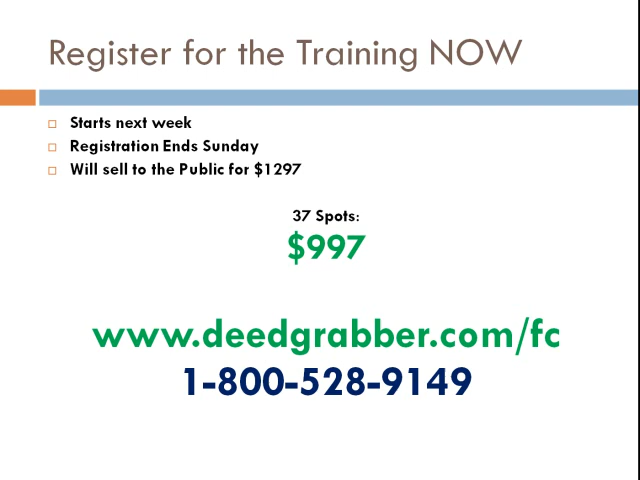 Register for the Training NOW
Starts next week
Registration Ends Sunday
Will sell to the Public for $1297
37 Spots:
$997
www.deedgrabber.com/fc
1-800-528-9149